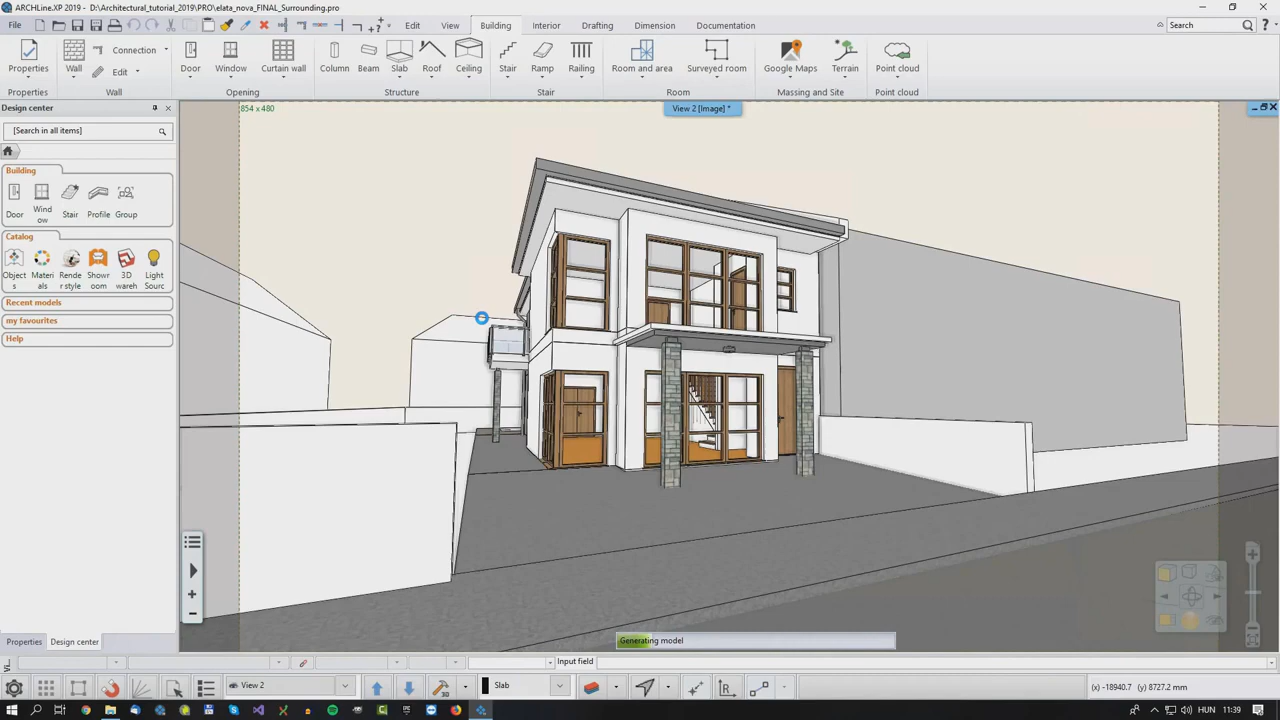 ARCHLine.XP 2019 - D:\Architectural_tutorial_2019\PRO\elata_nova_FINAL_Surrounding.pro
File
Edit View Building Interior Drafting Dimension Documentation
Search
Properties Wall Connection Edit Door Window Curtain wall Column Beam Slab Roof Ceiling Stair Ramp Railing Room and area Surveyed room Google Maps Terrain Point cloud
Properties Wall Opening Structure Stair Room Massing and Site Point cloud
Design center
854 x 480
View 2 [Image] *
[Search in all items]
Building
Door Wind ow Stair Profile Group
Catalog
Objects Materi als Rende r style Showr oom 3D wareh Light Sourc
Recent models
my favourites
Help
Generating model
Properties Design center
Input field
View 2
Slab
(x) -18940.7 (y) 8727.2 mm
HUN 11:39